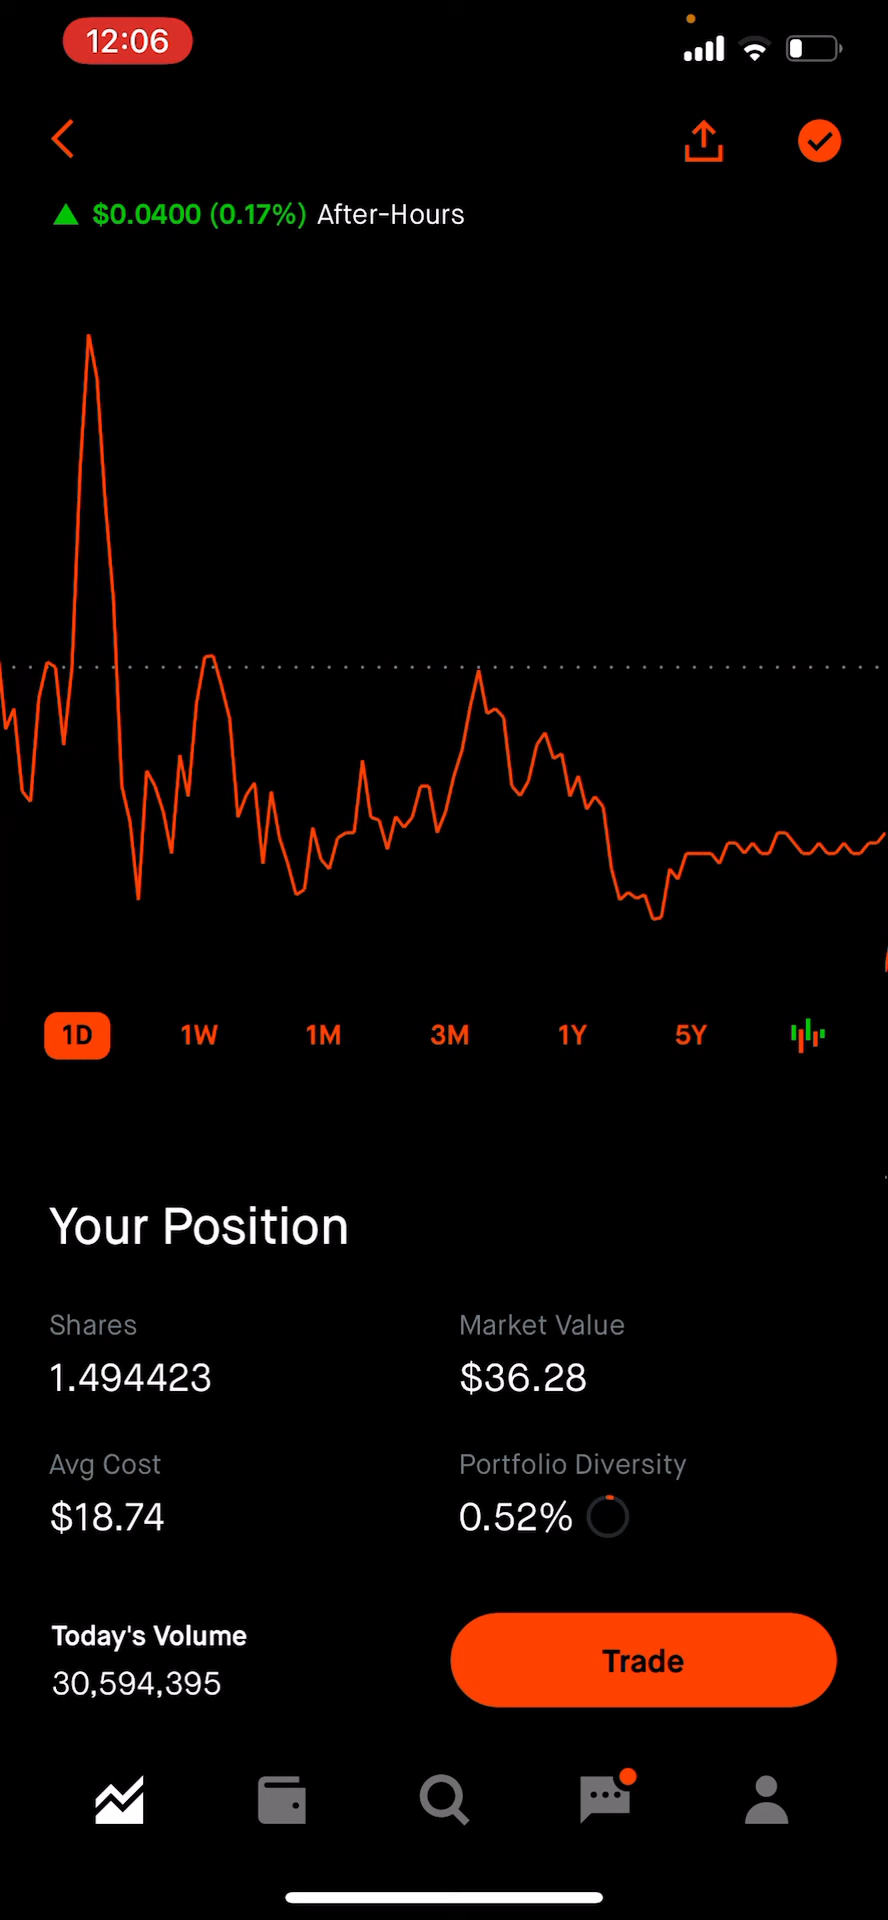 12:06
$0.0400 (0.17%) After-Hours
1D 1W 1M 3M 1Y 5Y
Your Position
Shares Market Value
1.494423 $36.28
Avg Cost Portfolio Diversity
$18.74 0.52%
Today's Volume
30,594,395
Trade